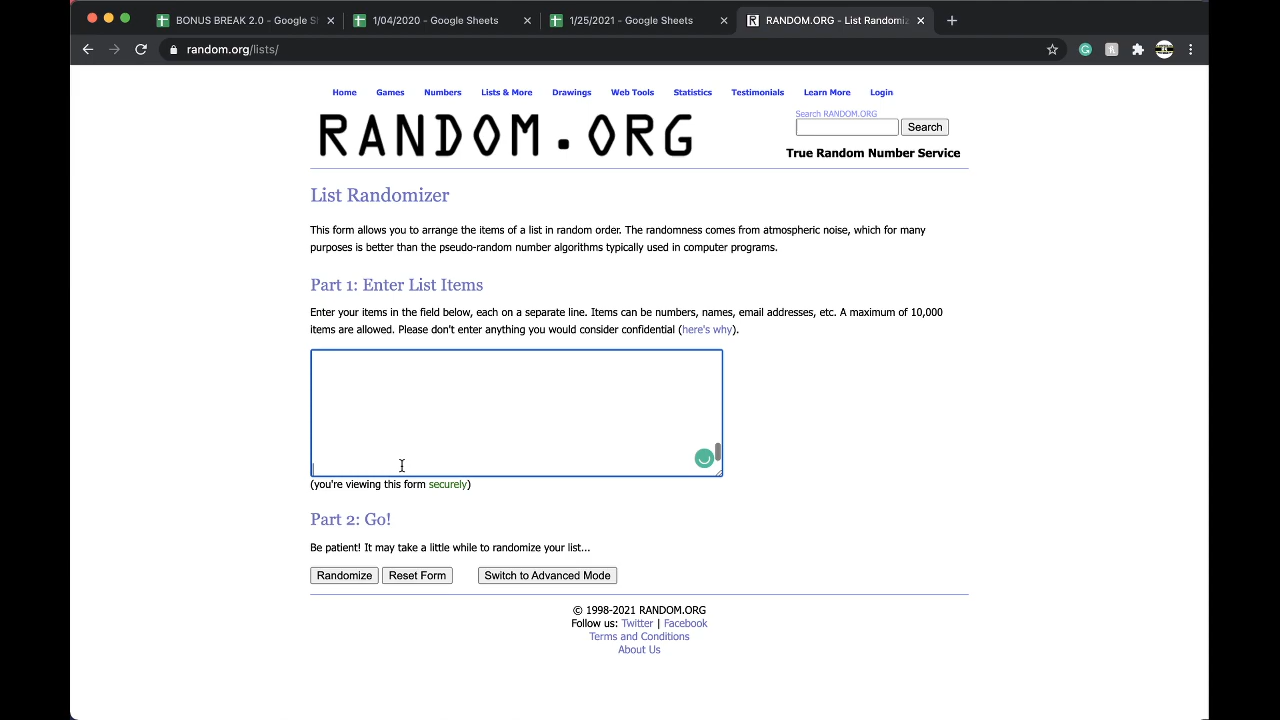 BONUS BREAK 2.0 - Google S
1/04/2020 - Google Sheets
1/25/2021 - Google Sheets
RANDOM.ORG - List Randomiz
random.org/lists/
Home Games Numbers Lists & More Drawings Web Tools Statistics Testimonials Learn More Login
Search RANDOM.ORG
RANDOM.ORG
Search
True Random Number Service
List Randomizer
This form allows you to arrange the items of a list in random order. The randomness comes from atmospheric noise, which for many
purposes is better than the pseudo-random number algorithms typically used in computer programs.
Part 1: Enter List Items
Enter your items in the field below, each on a separate line. Items can be numbers, names, email addresses, etc. A maximum of 10,000
items are allowed. Please don't enter anything you would consider confidential (here's why).
(you're viewing this form securely)
Part 2: Go!
Be patient! It may take a little while to randomize your list...
Randomize Reset Form Switch to Advanced Mode
© 1998-2021 RANDOM.ORG
Follow us: Twitter | Facebook
Terms and Conditions
About Us